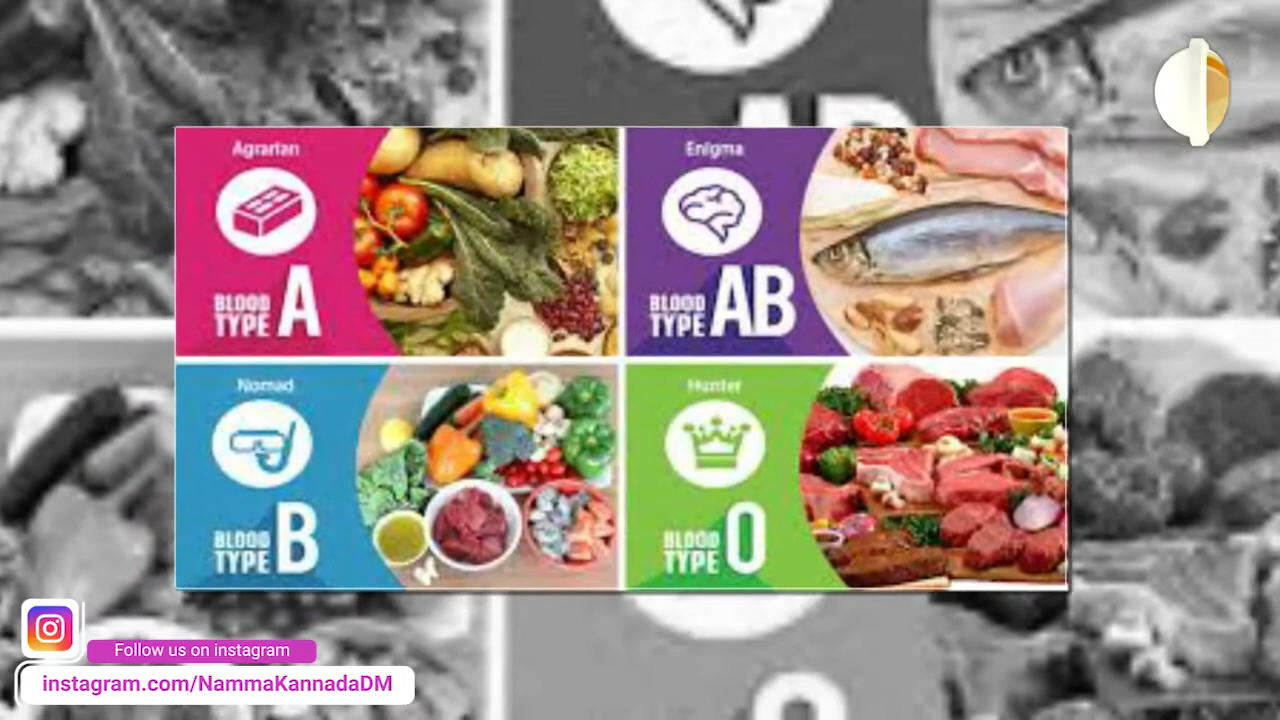 Agrarian
BLOOD
TYPE A
Enigma
BLOOD
TYPE AB
Nomad
BLOOD
TYPE B
Hunter
BLOOD
TYPE O
AB
O
Follow us on instagram
instagram.com/NammaKannadaDM